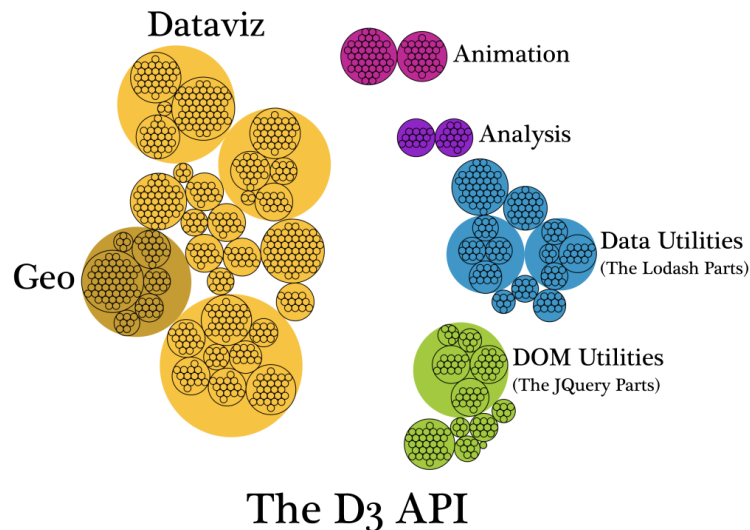 Dataviz
Animation
Analysis
Geo
Data Utilities
(The Lodash Parts)
DOM Utilities
(The JQuery Parts)
The D3 API